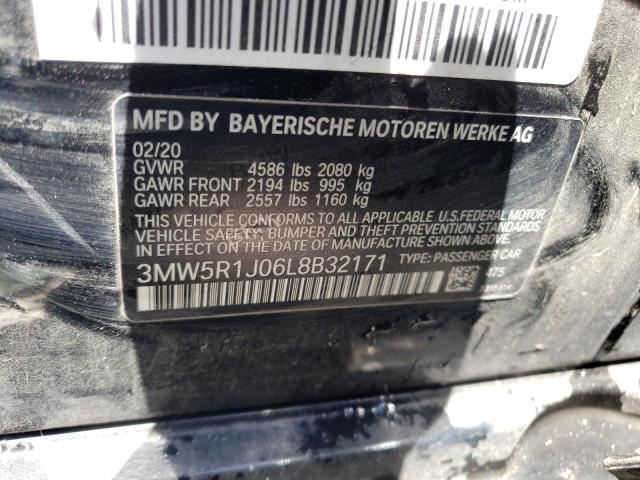 MFD BY BAYERISCHE MOTOREN WERKE AG
02/20
GVWR 4586 lbs 2080 kg
GAWR FRONT 2194 lbs 995 kg
GAWR REAR 2557 lbs 1160 kg
THIS VEHICLE CONFORMS TO ALL APPLICABLE U.S. FEDERAL MOTOR
VEHICLE SAFETY, BUMPER AND THEFT PREVENTION STANDARDS
IN EFFECT ON THE DATE OF MANUFACTURE SHOWN ABOVE.
3MW5R1J06L8B32171 TYPE: PASSENGER CAR
475